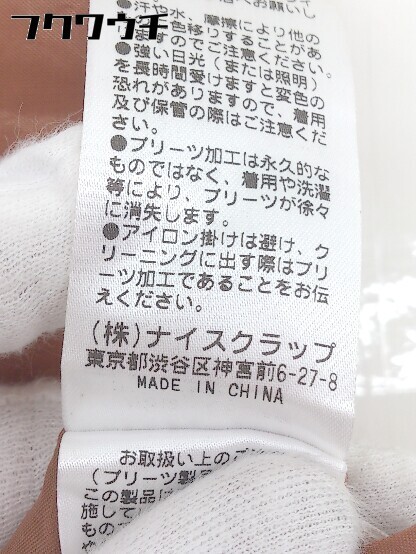 フクウクチ
へお願いし
●汗や水、摩擦により他の
色移りすることがあ
ますのでご注意ください。
●強い日光(または照明)
を長時間受けますと変色の
恐れがありますので、着用
及び保管の際はご注意くだ
さい。
●プリーツ加工は永久的な
ものではなく、着用や洗濯
等により、プリーツが徐々
に消失します。
●アイロン掛けは避け、ク
リーニングに出す際はプリ
ーツ加工であることをお伝
えください。
(株)ナイスクラップ
東京都渋谷区神宮前6-27-8
MADE IN CHINA
お取扱い上のご
(プリーツ製
この製品は
施して
もので